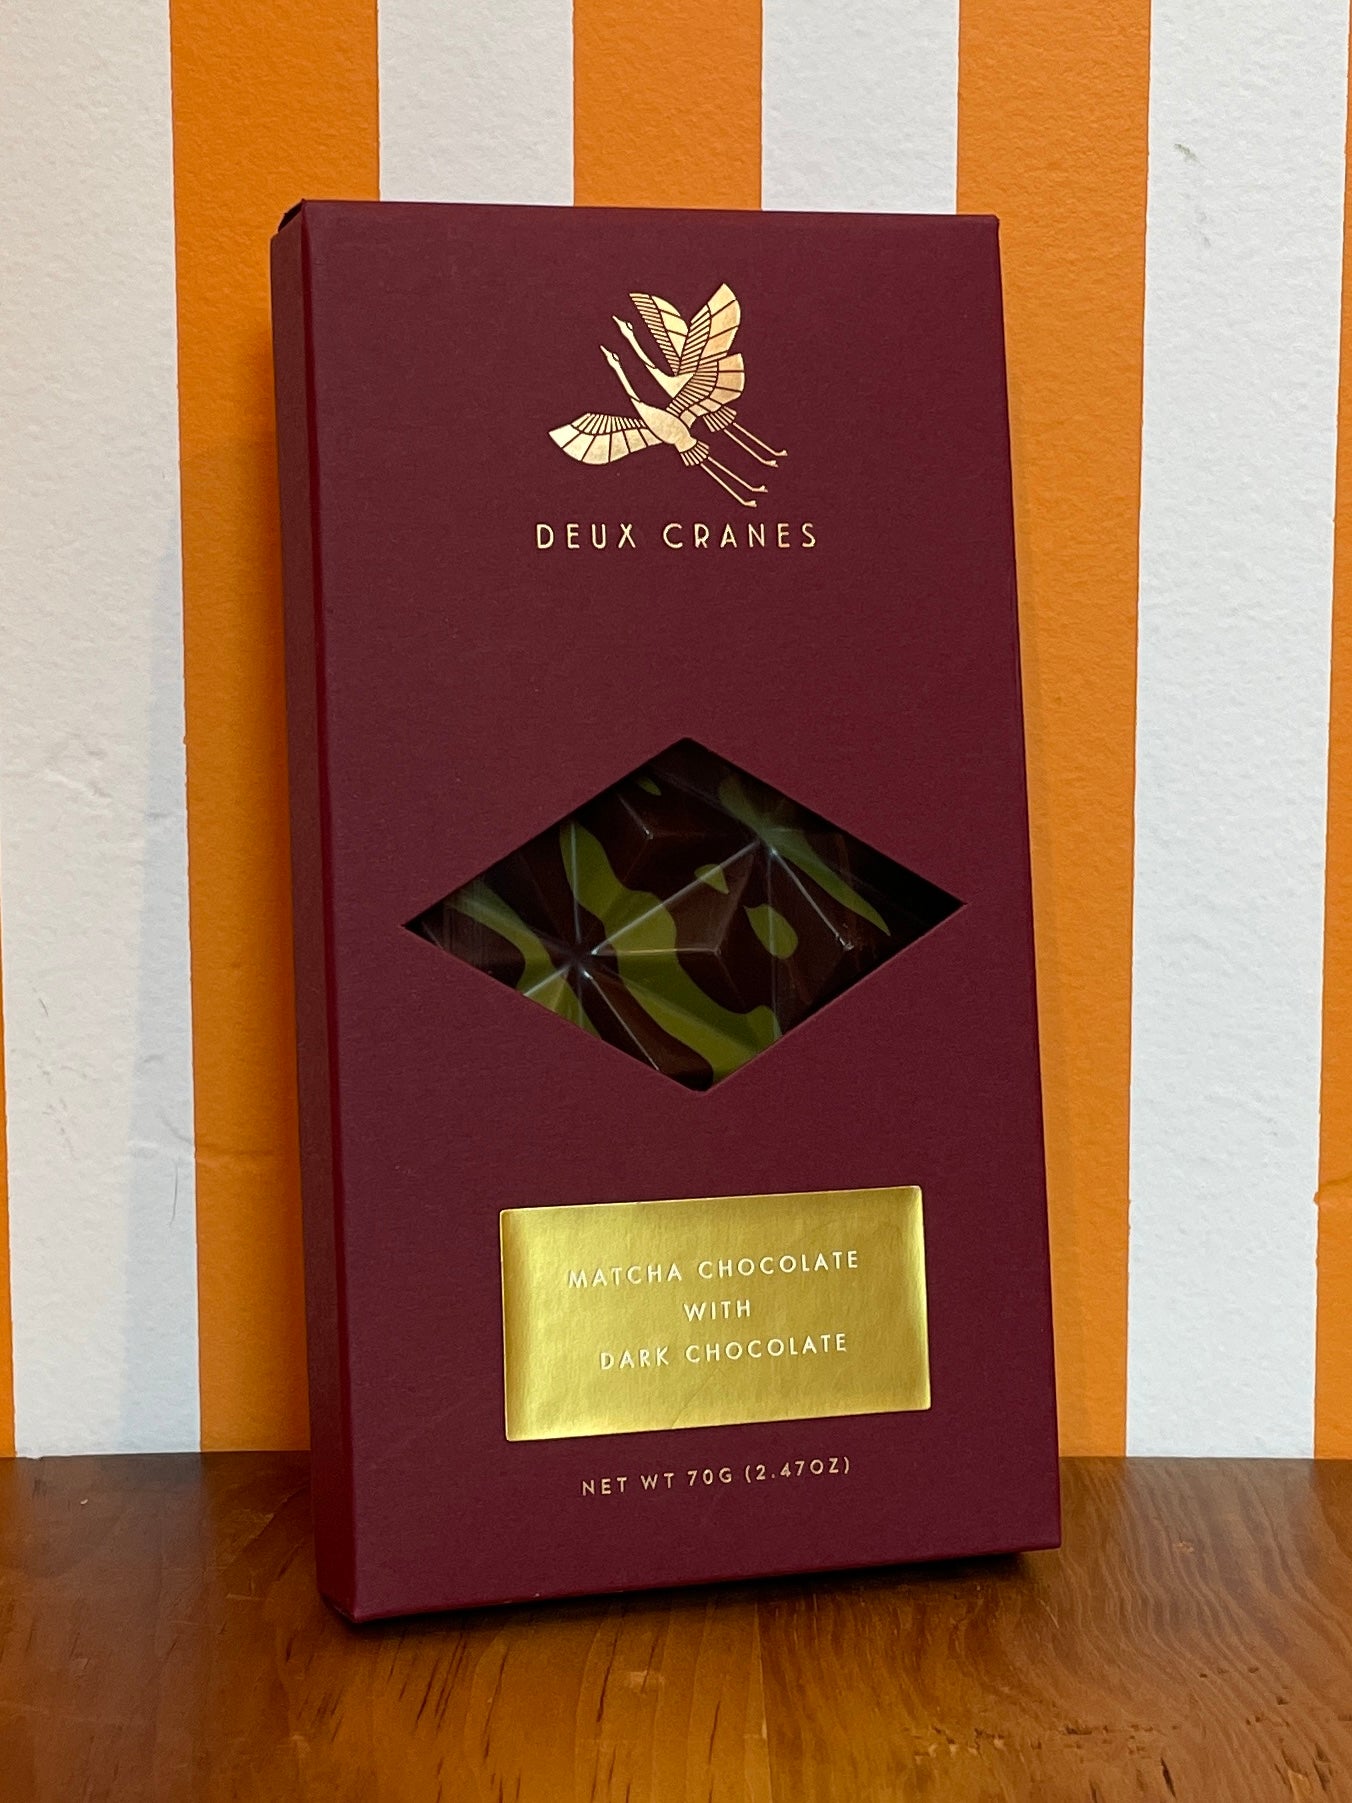 DEUX CRANES
MATCHA CHOCOLATE
WITH
DARK CHOCOLATE
NET WT 70G (2.47OZ)